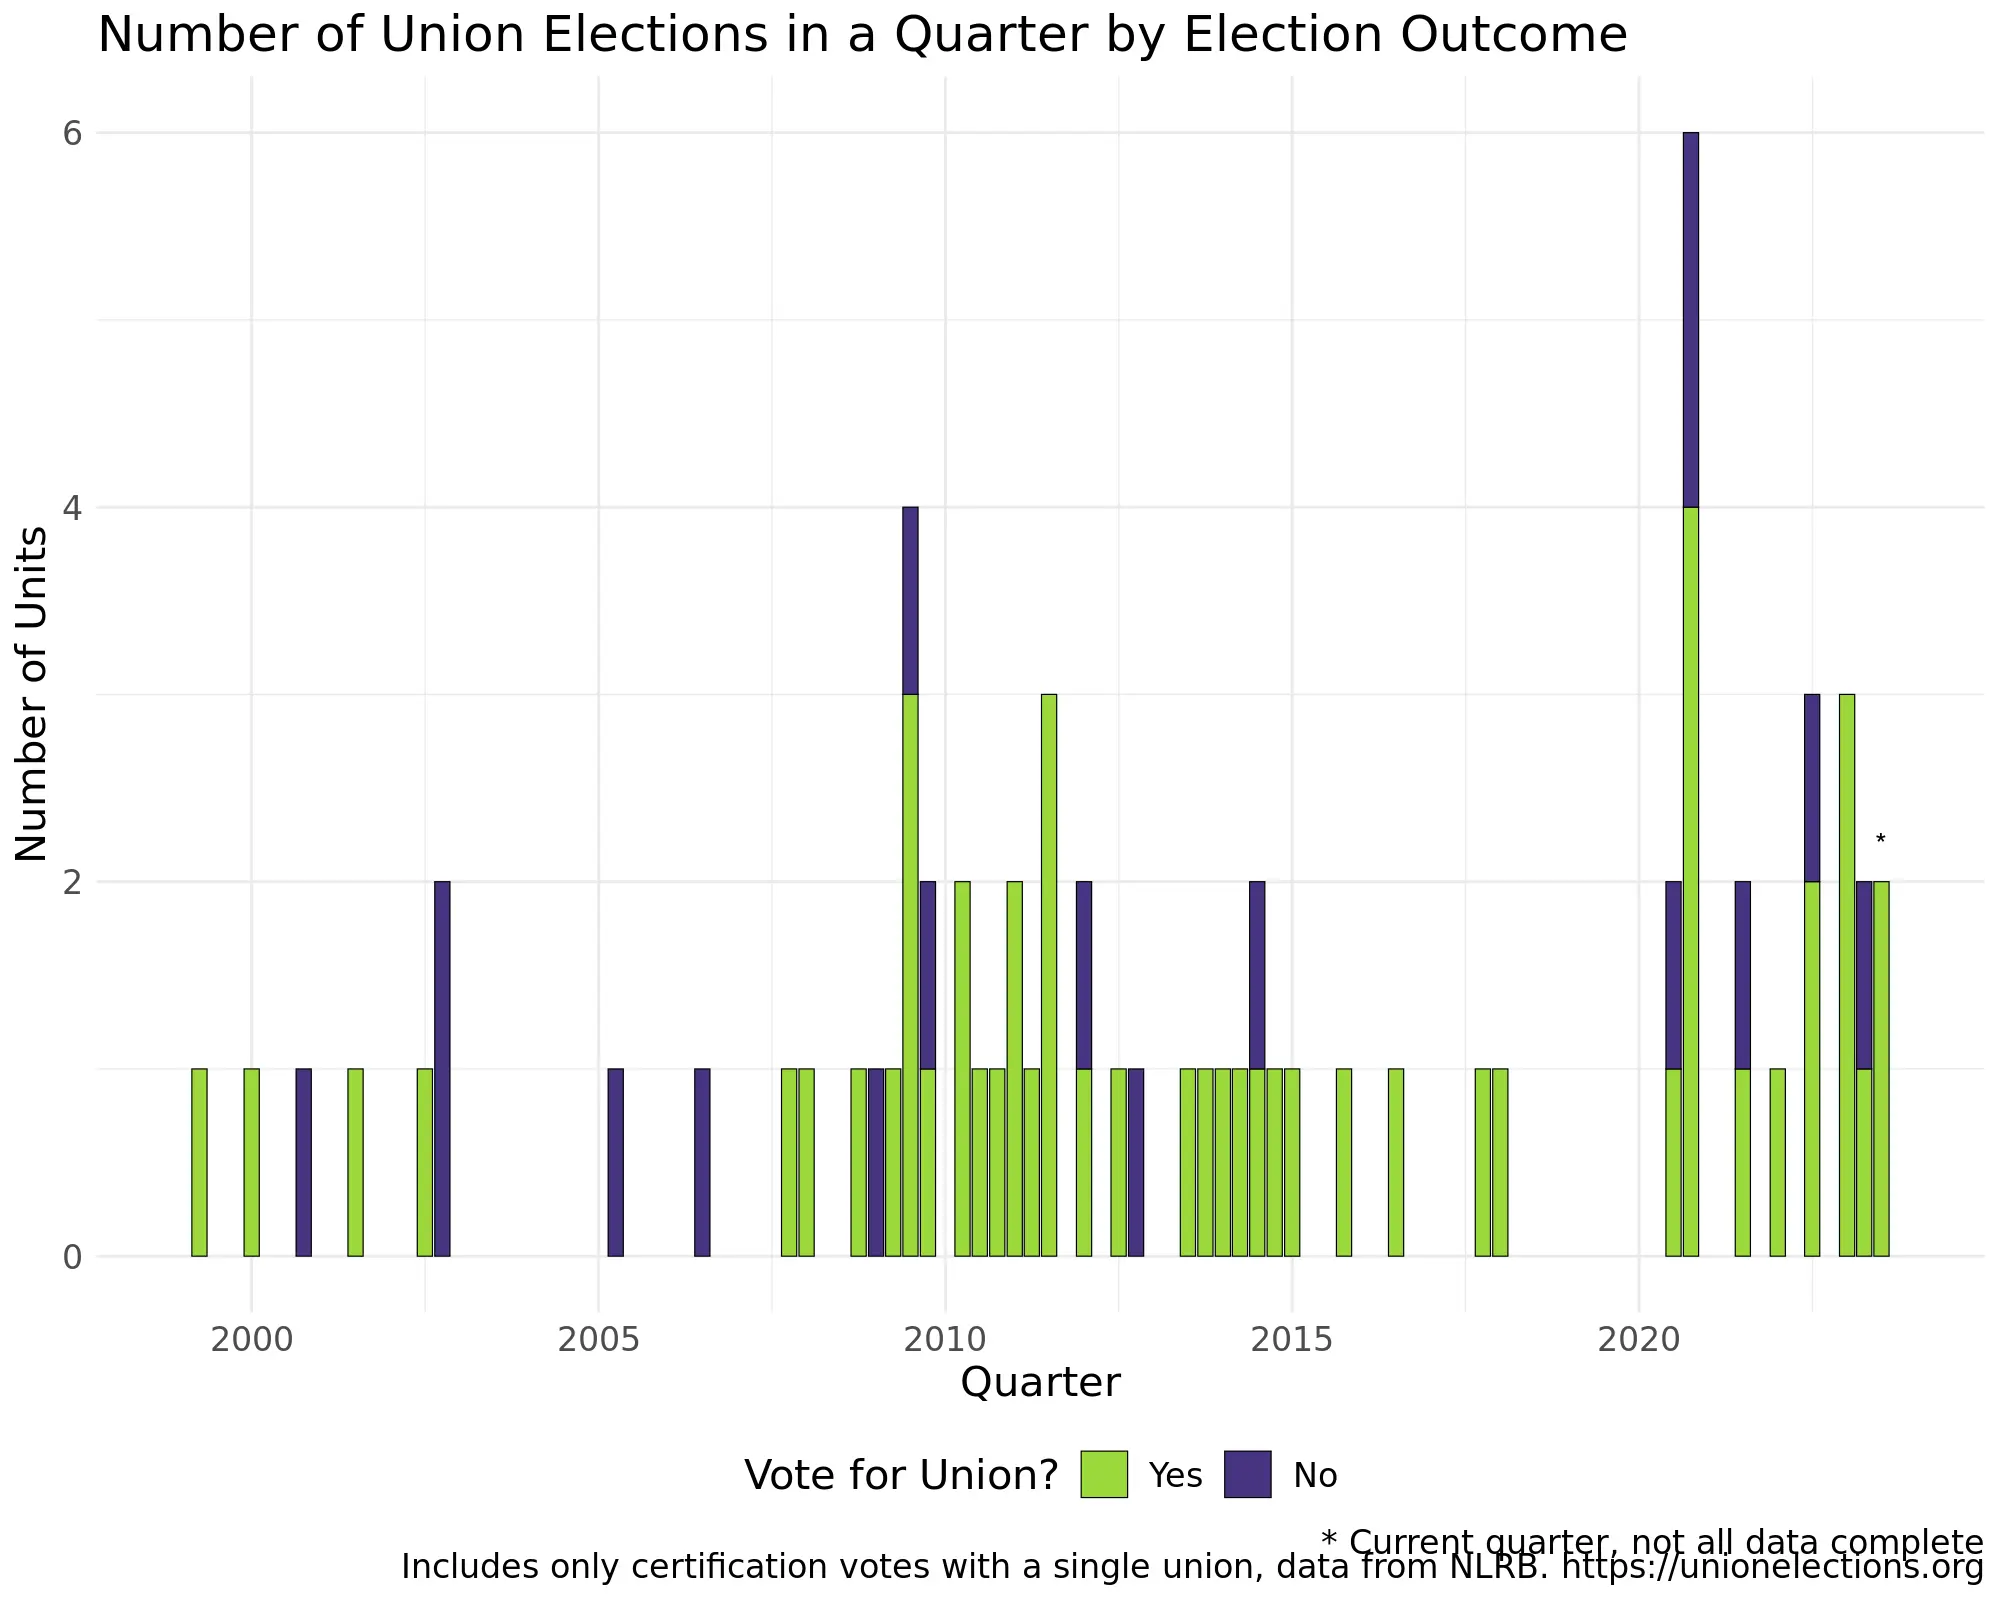 Number of Union Elections in a Quarter by Election Outcome
6
4
2
0
Number of Units
*
2000
2005
2010
2015
2020
Quarter
Vote for Union?
Yes
No
* Current quarter, not all data complete
Includes only certification votes with a single union, data from NLRB. https://unionelections.org